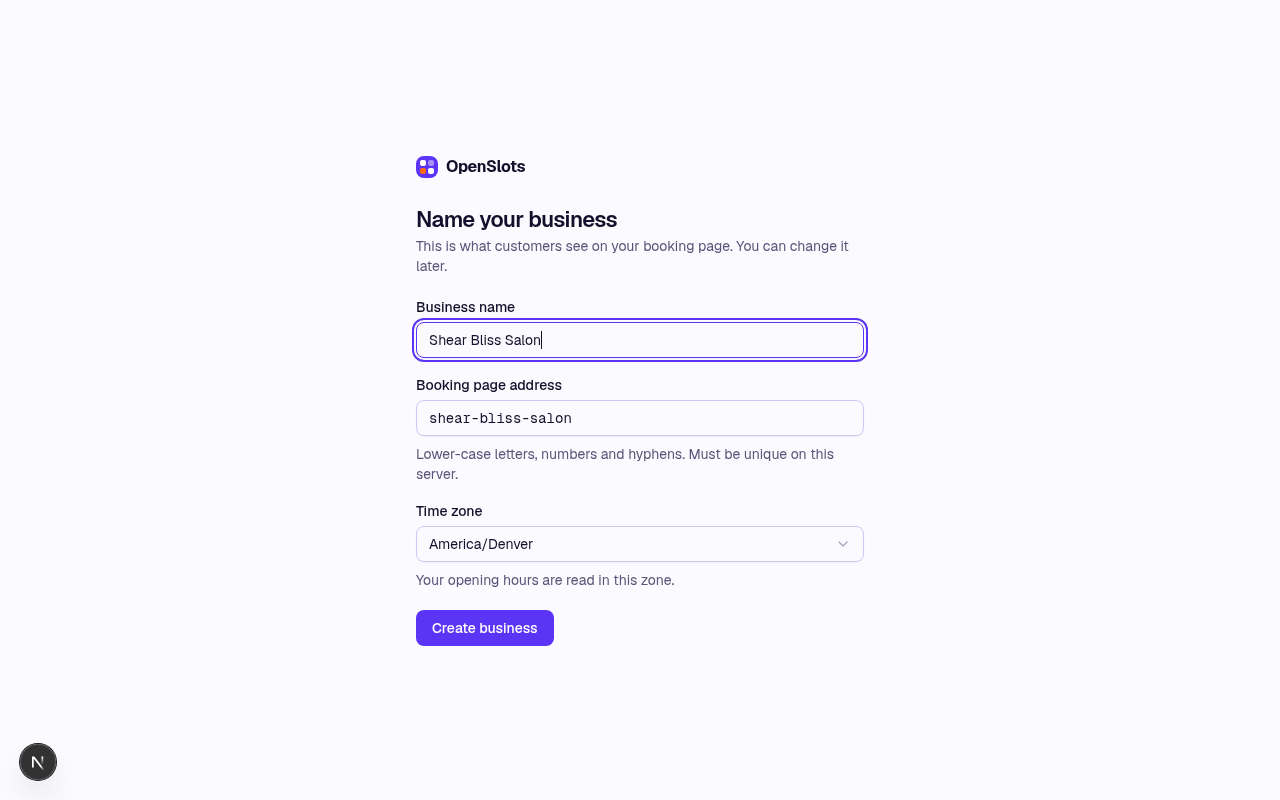 OpenSlots
Name your business
This is what customers see on your booking page. You can change it
later.
Business name
Shear Bliss Salon
Booking page address
shear-bliss-salon
Lower-case letters, numbers and hyphens. Must be unique on this
server.
Time zone
America/Denver
Your opening hours are read in this zone.
Create business
N